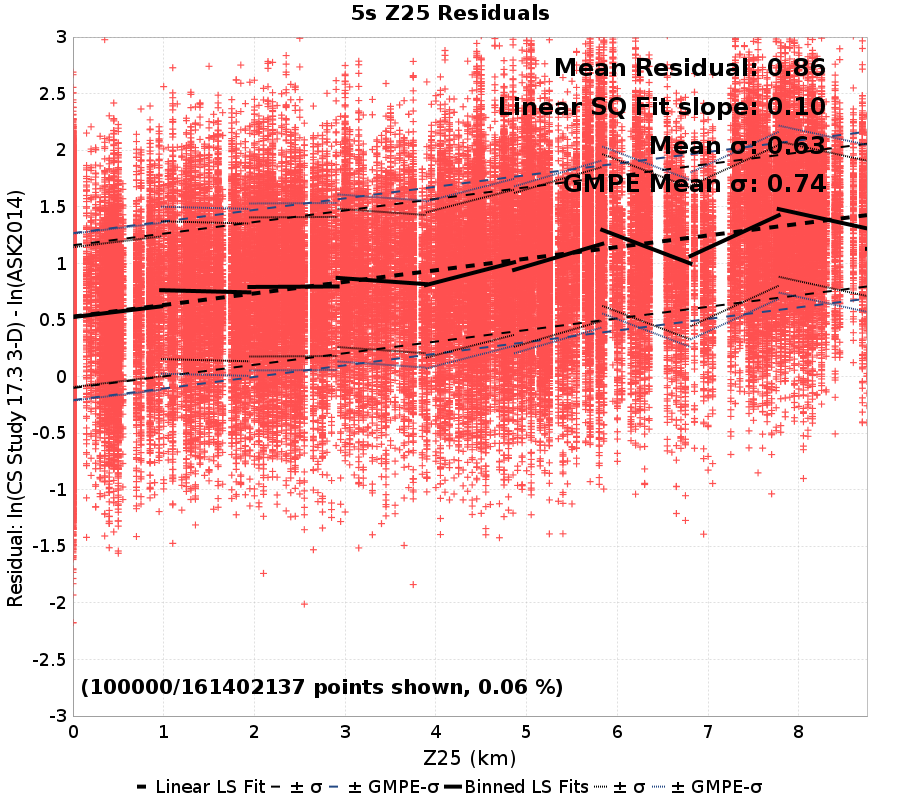 5s Z25 Residuals
Mean Residual: 0.86
Linear SQ Fit slope: 0.10
Mean σ: 0.63
GMPE Mean σ: 0.74
3
2.5
2
1.5
1
0.5
0
-0.5
-1
-1.5
-2
-2.5
-3
Residual: ln(CS Study 17.3 3-D) - ln(ASK2014)
(100000/161402137 points shown, 0.06 %)
0 1 2 3 4 5 6 7 8
Z25 (km)
Linear LS Fit ± σ ± GMPE-σ Binned LS Fits ± σ ± GMPE-σ